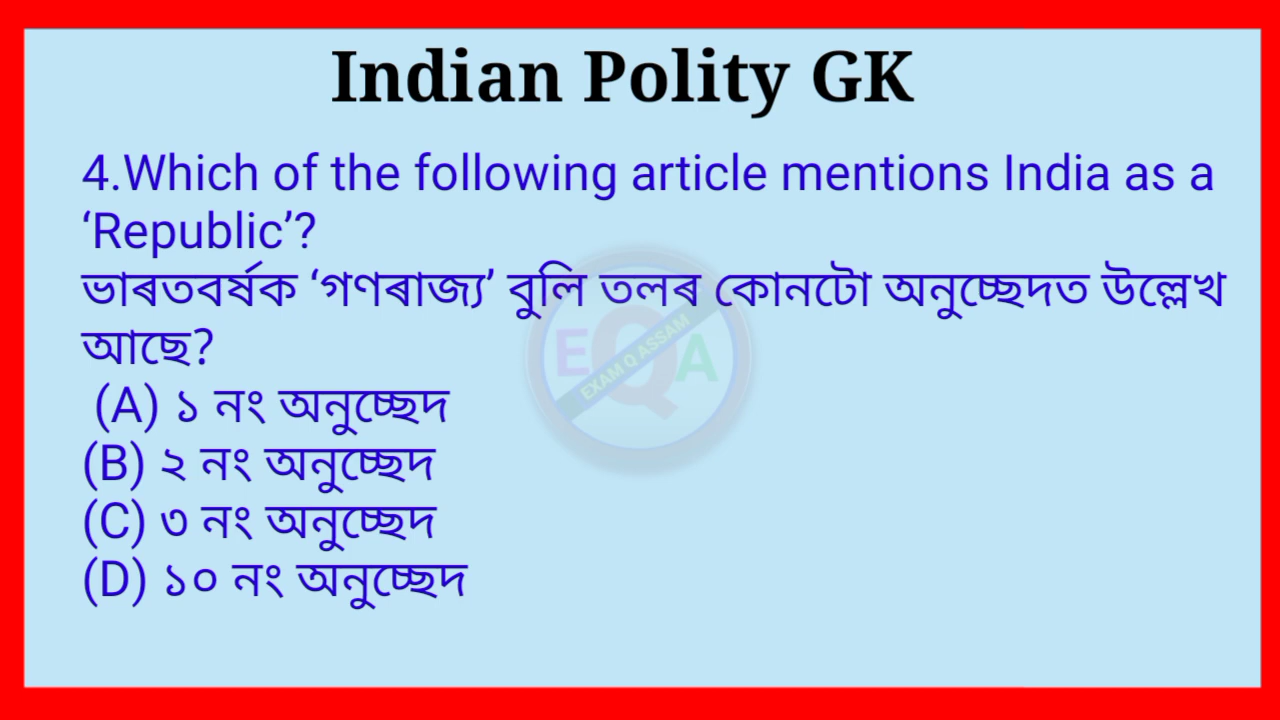 Indian Polity GK
4.Which of the following article mentions India as a
‘Republic’?
ভাৰতবৰ্ষক ‘গণৰাজ্য’ বুলি তলৰ কোনটো অনুচ্ছেদত উল্লেখ
আছে?
(A) ১ নং অনুচ্ছেদ
(B) ২ নং অনুচ্ছেদ
(C) ৩ নং অনুচ্ছেদ
(D) ১০ নং অনুচ্ছেদ
EQA
EXAM Q ASSAM